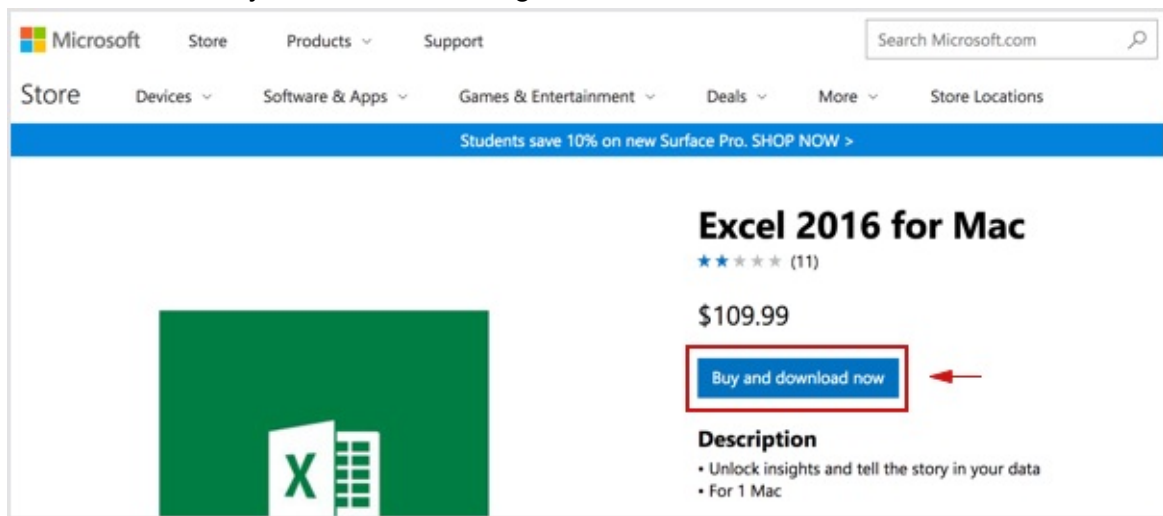 Microsoft Store Products Support Search Microsoft.com
Store Devices Software & Apps Games & Entertainment Deals More Store Locations
Students save 10% on new Surface Pro. SHOP NOW >
Excel 2016 for Mac
(11)
$109.99
Buy and download now
Description
• Unlock insights and tell the story in your data
• For 1 Mac
X